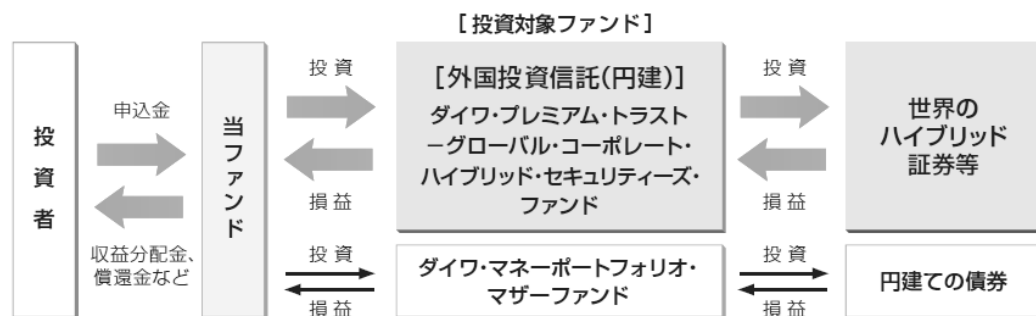 [投資対象ファンド]
投資者
申込金
収益分配金、
償還金など
当ファンド
投資
損益
[外国投資信託(円建)]
ダイワ・プレミアム・トラスト
－グローバル・コーポレート・
ハイブリッド・セキュリティーズ・
ファンド
投資
損益
世界の
ハイブリッド
証券等
投資
損益
ダイワ・マネーポートフォリオ・
マザーファンド
投資
損益
円建ての債券